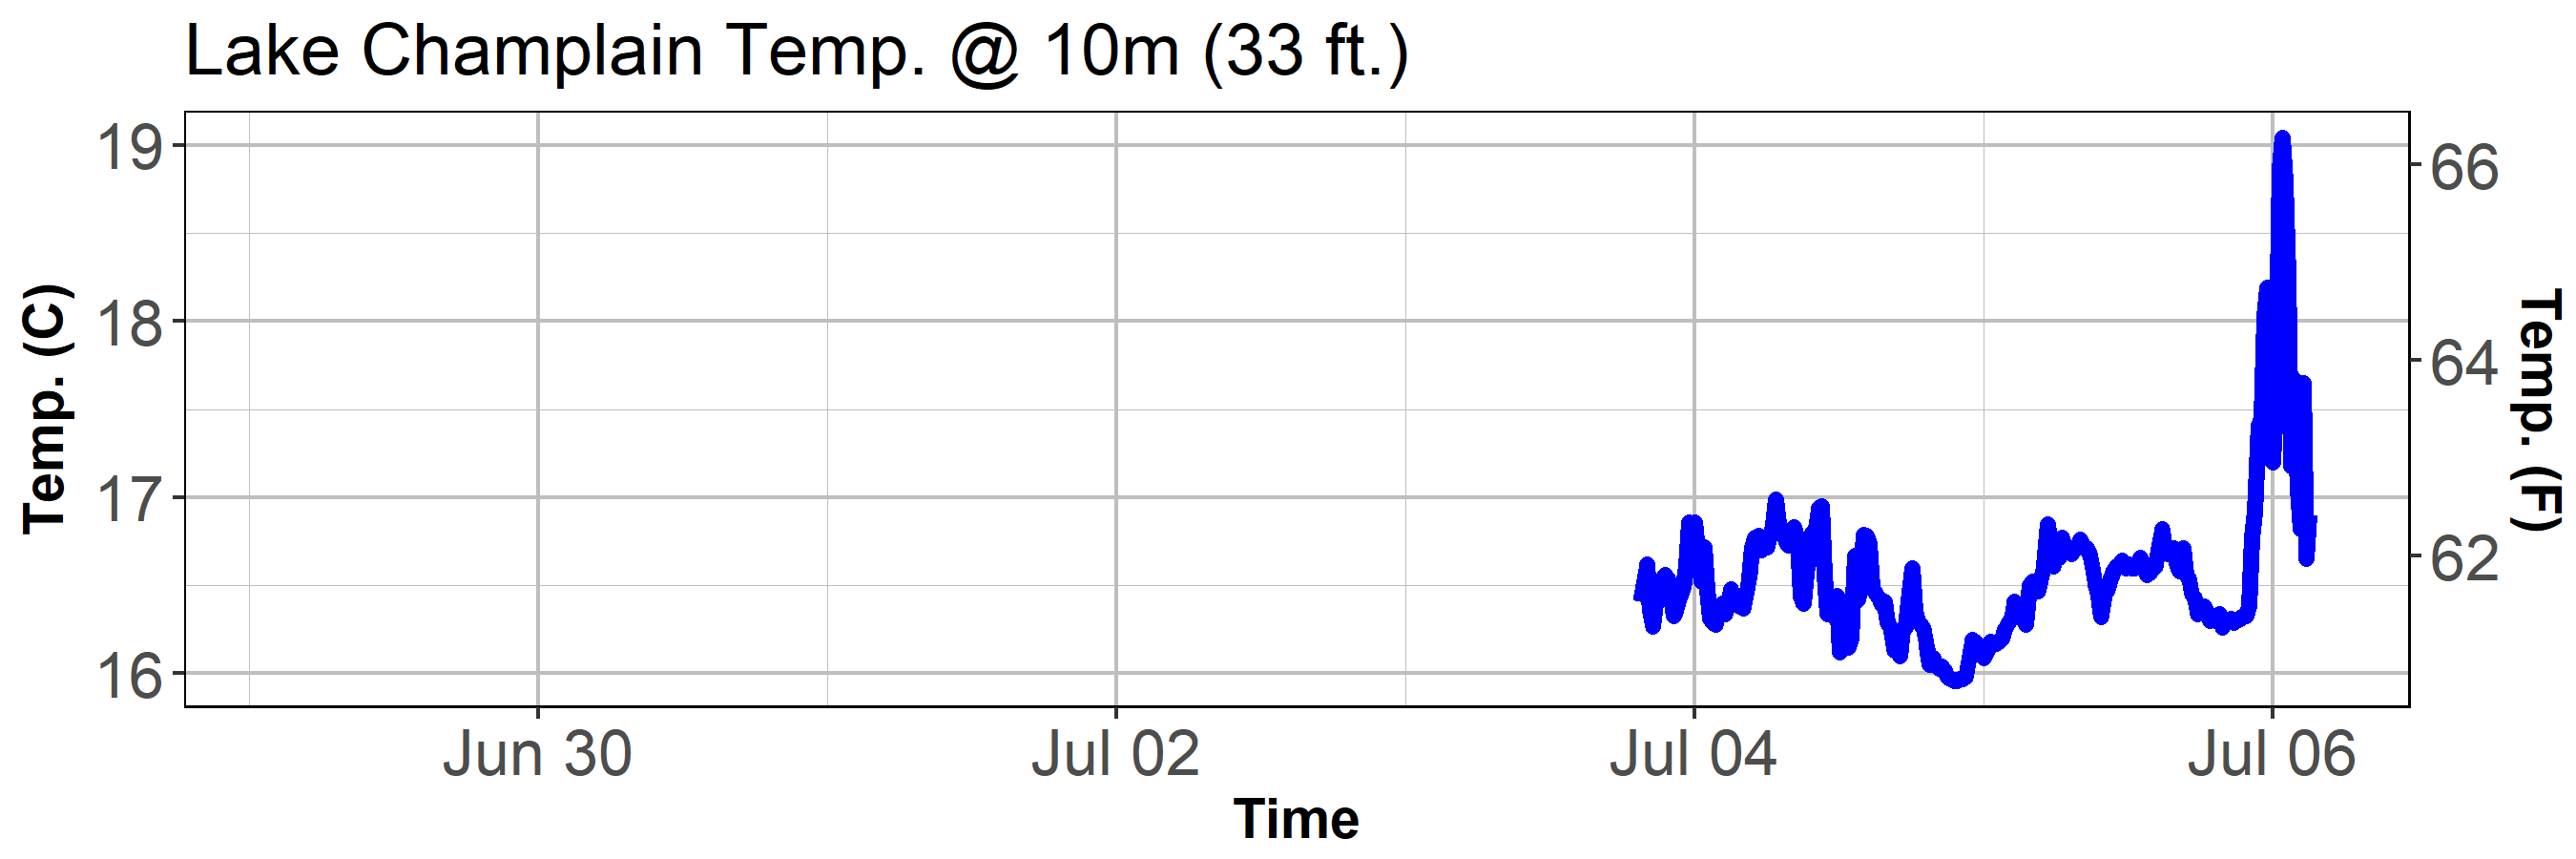 Lake Champlain Temp. @ 10m (33 ft.)
Temp. (C)
19
18
17
16
66
64
62
Temp. (F)
Jun 30
Jul 02
Jul 04
Jul 06
Time